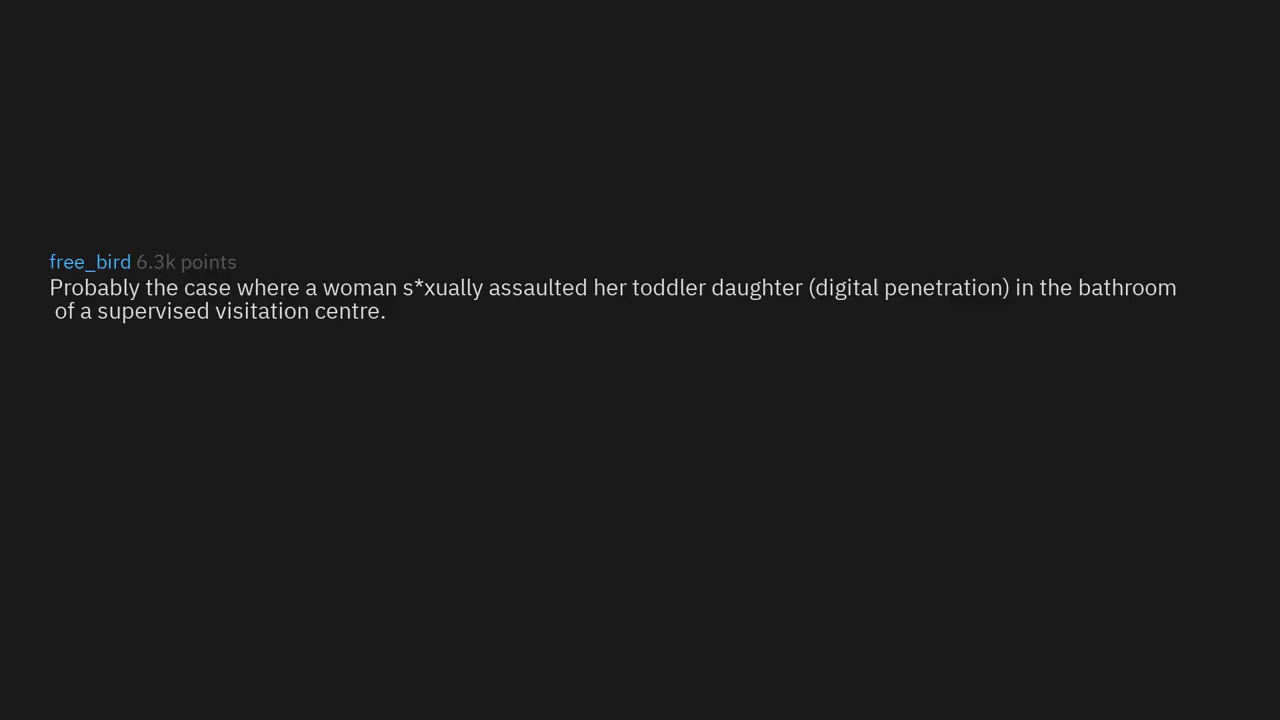 free_bird 6.3k points
Probably the case where a woman s*xually assaulted her toddler daughter (digital penetration) in the bathroom
of a supervised visitation centre.